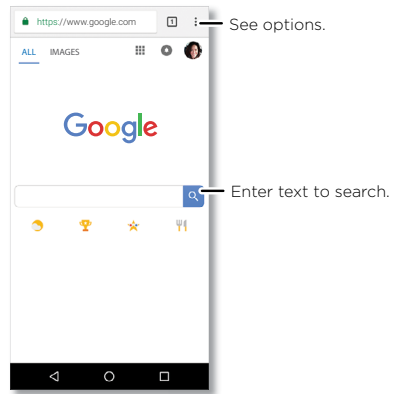 https://www.google.com 1
See options.
ALL IMAGES
Google
Enter text to search.